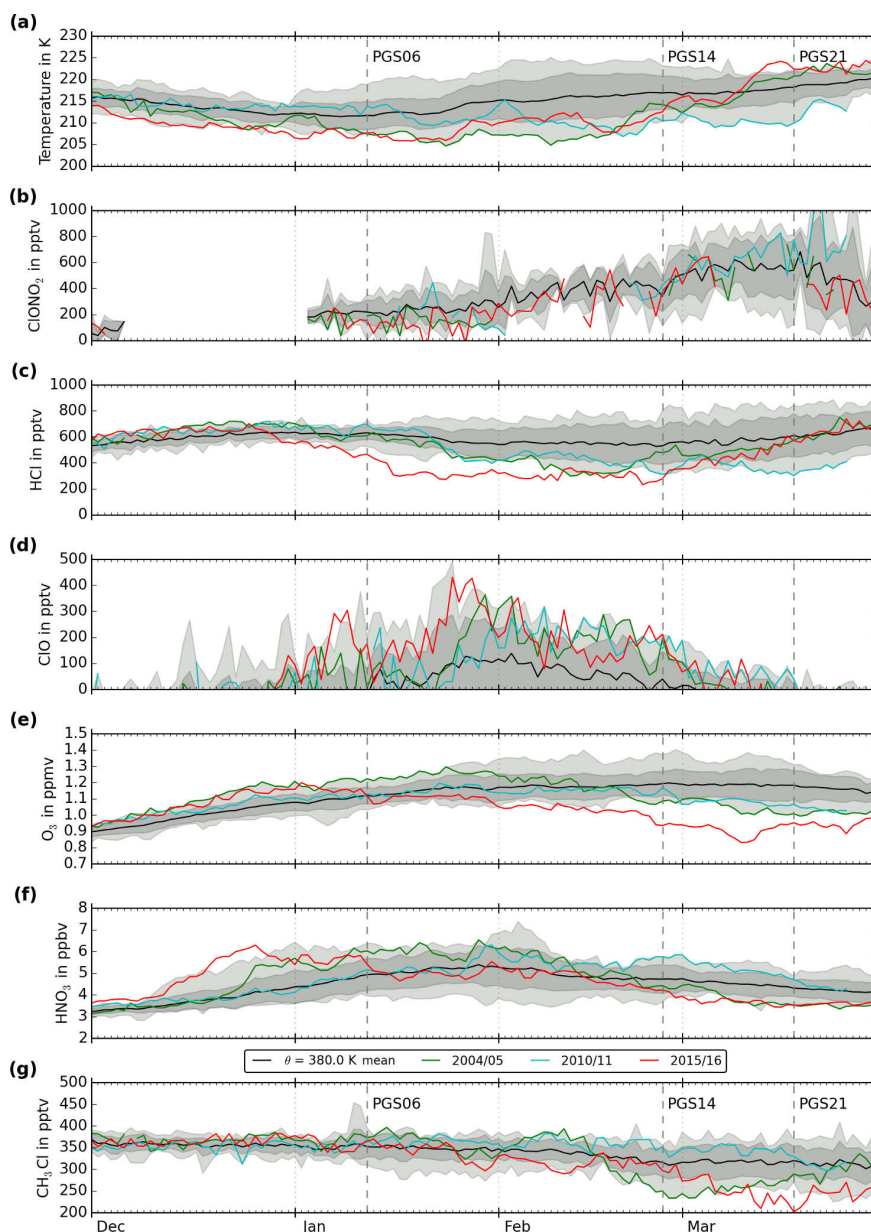 (a)
Temperature in K
230
225
220
215
210
205
200
PGS06
PGS14
PGS21
(b)
ClONO₂ in pptv
1000
800
600
400
200
0
(c)
HCl in pptv
1000
800
600
400
200
0
(d)
ClO in pptv
500
400
300
200
100
0
(e)
O₃ in ppmv
1.5
1.4
1.3
1.2
1.1
1.0
0.9
0.8
0.7
(f)
HNO₃ in ppbv
8
7
6
5
4
3
2
θ = 380.0 K mean
2004/05
2010/11
2015/16
(g)
CH₃Cl in pptv
500
450
400
350
300
250
200
PGS06
PGS14
PGS21
Dec
Jan
Feb
Mar